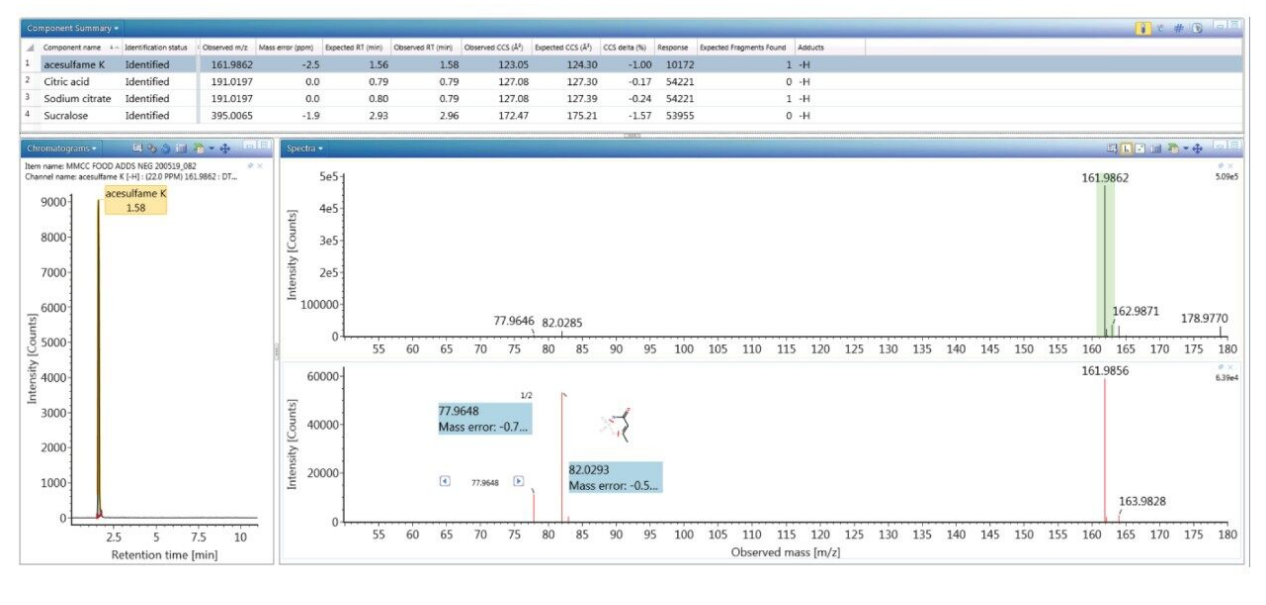 Component Summary
Component name Identification status Observed m/z Mass error (ppm) Expected RT (min) Observed RT (min) Observed CCS (Å²) Expected CCS (Å²) CCS delta (%) Response Expected Fragments Found Adducts
1 acesulfame K Identified 161.9862 -2.5 1.56 1.58 123.05 124.30 -1.00 10172 1 -H
2 Citric acid Identified 191.0197 0.0 0.79 0.79 127.08 127.30 -0.17 54221 0 -H
3 Sodium citrate Identified 191.0197 0.0 0.80 0.79 127.08 127.39 -0.24 54221 1 -H
4 Sucralose Identified 395.0065 -1.9 2.93 2.96 172.47 175.21 -1.57 53955 0 -H
Chromatograms
Item name: MMCC FOOD ADDS NEG 200519_082
Channel name: acesulfame K [-H] : (22.0 PPM) 161.9862 : DT...
acesulfame K
1.58
9000
8000
7000
6000
5000
4000
3000
2000
1000
0
Intensity [Counts]
2.5 5 7.5 10
Retention time [min]
Spectra
5.09e5
161.9862
5e5
4e5
3e5
2e5
100000
0
Intensity [Counts]
77.9646 82.0285
162.9871
178.9770
55 60 65 70 75 80 85 90 95 100 105 110 115 120 125 130 135 140 145 150 155 160 165 170 175 180
6.39e4
161.9856
60000
40000
20000
0
Intensity [Counts]
1/2
77.9648
Mass error: -0.7...
77.9648
82.0293
Mass error: -0.5...
163.9828
55 60 65 70 75 80 85 90 95 100 105 110 115 120 125 130 135 140 145 150 155 160 165 170 175 180
Observed mass [m/z]